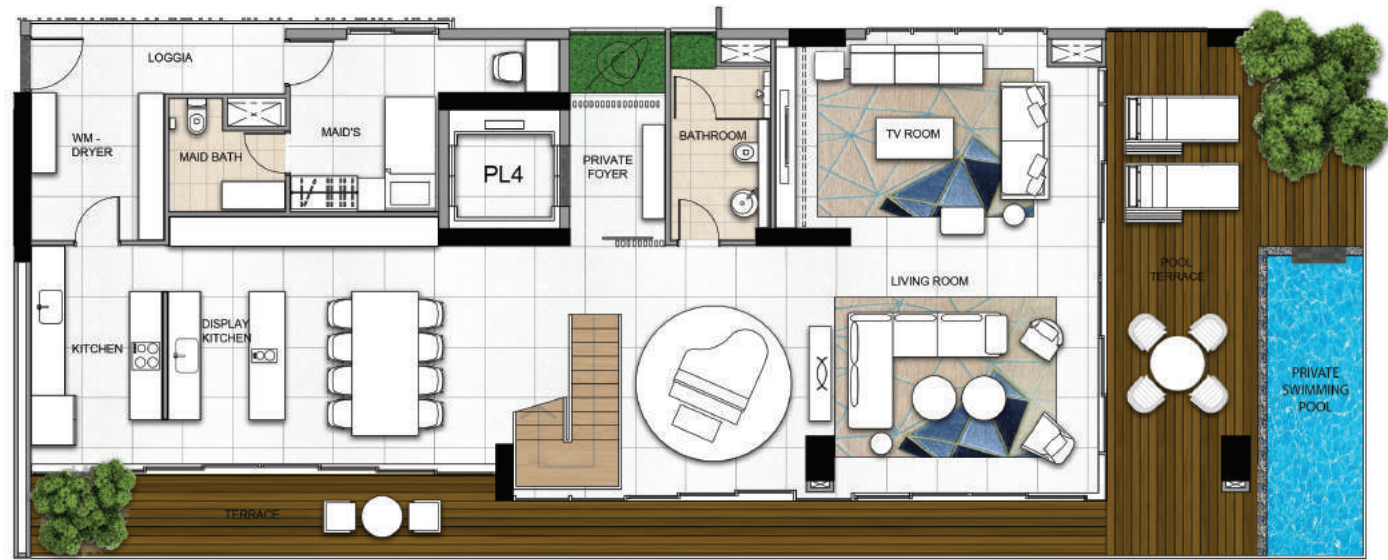 LOGGIA
WM -
DRYER
MAID BATH
MAID'S
PL4
PRIVATE
FOYER
BATHROOM
TV ROOM
LIVING ROOM
POOL
TERRACE
KITCHEN
DISPLAY
KITCHEN
PRIVATE
SWIMMING
POOL
TERRACE